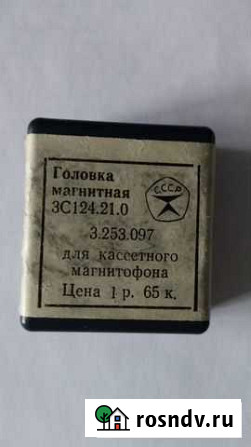 Головка
магнитная
3С124.21.0
СССР
3.253.097
для кассетного
магнитофона
Цена 1 р. 65 к.
rosndv.ru